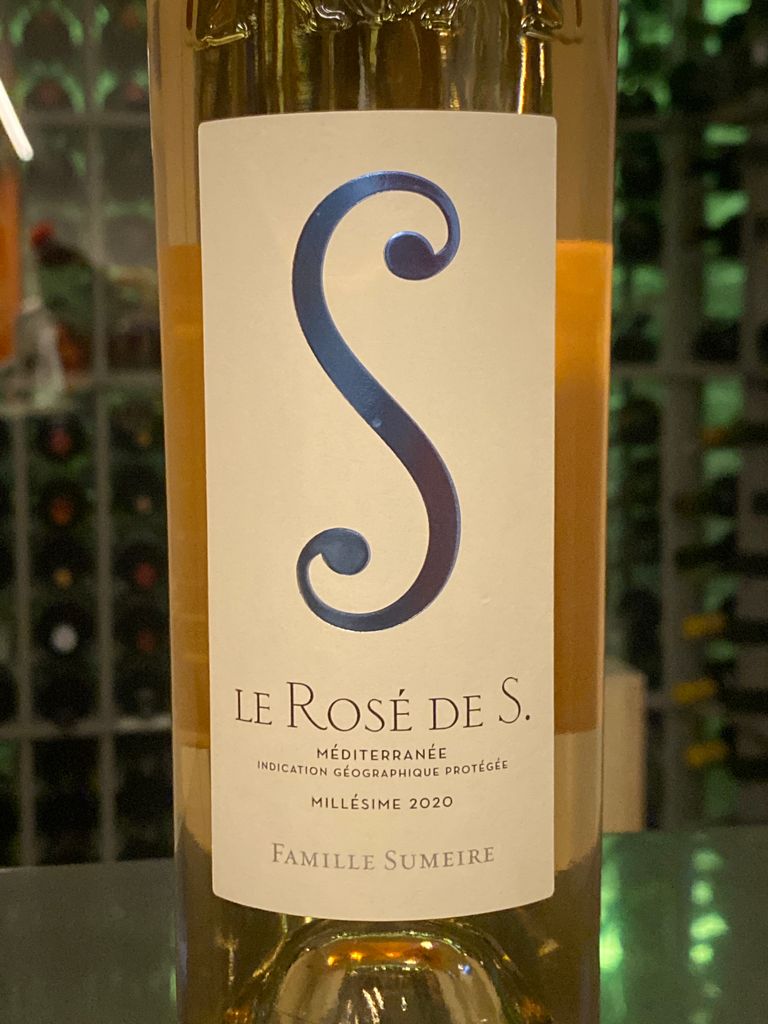 S
LE ROSÉ DE S.
MÉDITERRANÉE
INDICATION GÉOGRAPHIQUE PROTÉGÉE
MILLÉSIME 2020
FAMILLE SUMEIRE